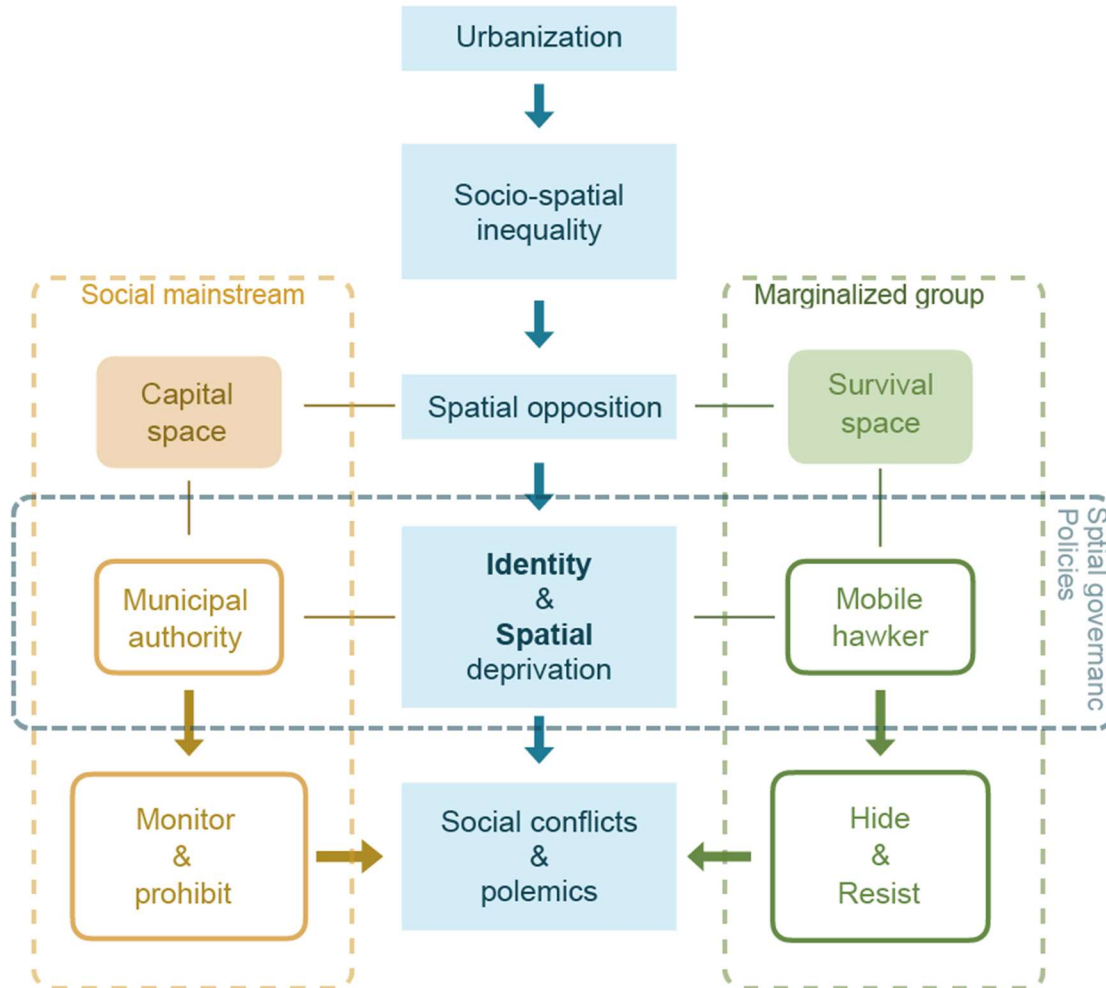 Urbanization
Socio-spatial
inequality
Social mainstream
Marginalized group
Capital
space
Spatial opposition
Survival
space
Sptial governanc
Policies
Municipal
authority
Identity
&
Spatial
deprivation
Mobile
hawker
Monitor
&
prohibit
Social conflicts
&
polemics
Hide
&
Resist